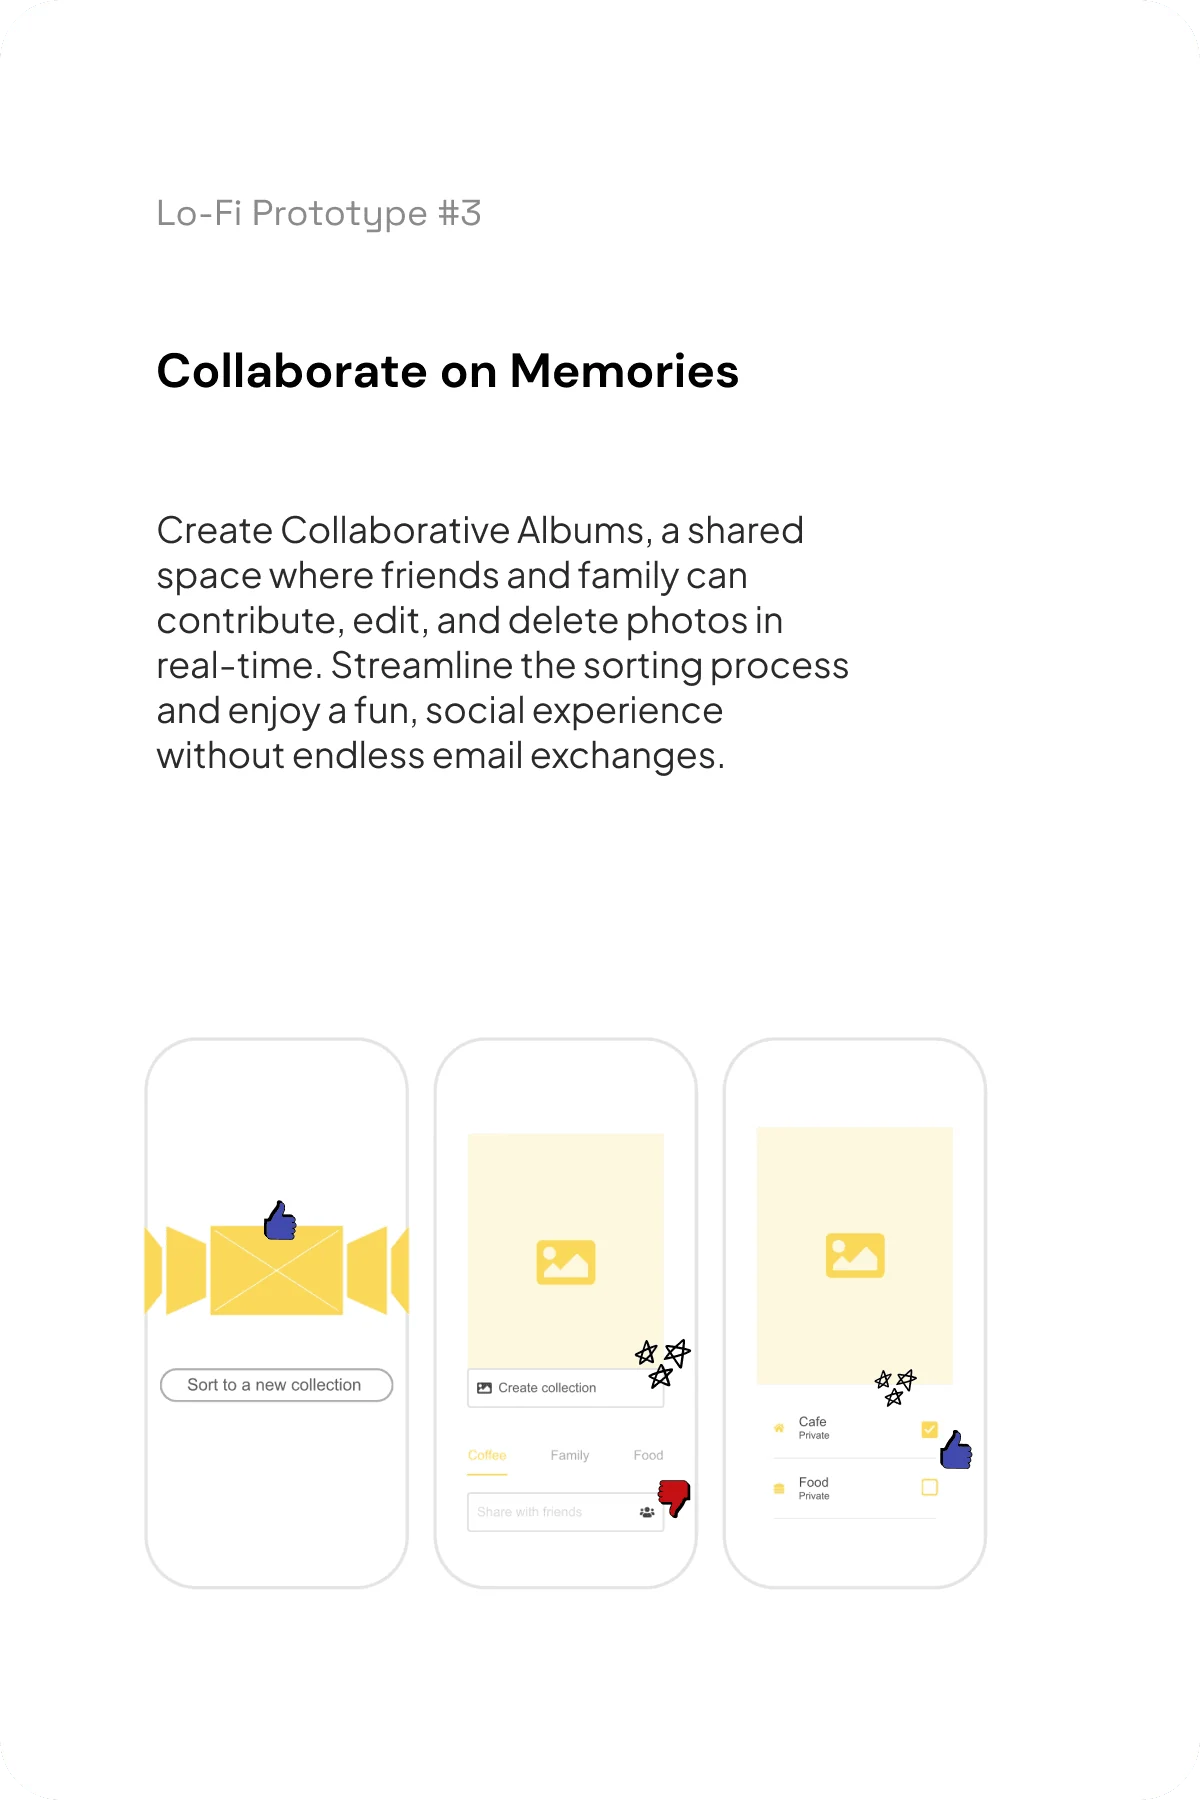 Lo-Fi Prototype #3
Collaborate on Memories
Create Collaborative Albums, a shared
space where friends and family can
contribute, edit, and delete photos in
real-time. Streamline the sorting process
and enjoy a fun, social experience
without endless email exchanges.
Sort to a new collection
Create collection
Coffee Family Food
Share with friends
Cafe
Private
Food
Private